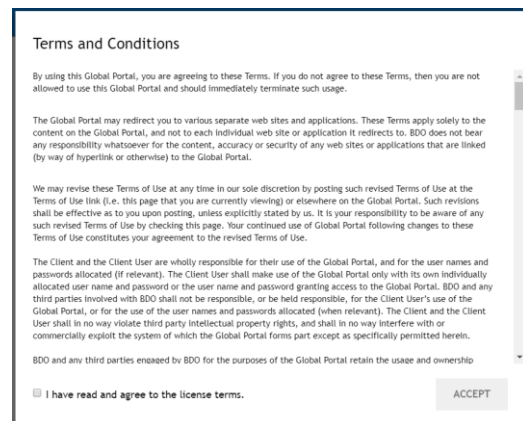 Terms and Conditions
By using this Global Portal, you are agreeing to these Terms. If you do not agree to these Terms, then you are not
allowed to use this Global Portal and should immediately terminate such usage.
The Global Portal may redirect you to various separate web sites and applications. These Terms apply solely to the
content on the Global Portal, and not to each individual web site or application it redirects to. BDO does not bear
any responsibility whatsoever for the content, accuracy or security of any web sites or applications that are linked
(by way of hyperlink or otherwise) to the Global Portal.
We may revise these Terms of Use at any time in our sole discretion by posting such revised Terms of Use at the
Terms of Use link (i.e. this page that you are currently viewing) or elsewhere on the Global Portal. Such revisions
shall be effective as to you upon posting, unless explicitly stated by us. It is your responsibility to be aware of any
such revised Terms of Use by checking this page. Your continued use of Global Portal following changes to these
Terms of Use constitutes your agreement to the revised Terms of Use.
The Client and the Client User are wholly responsible for their use of the Global Portal, and for the user names and
passwords allocated (if relevant). The Client User shall make use of the Global Portal only with its own individually
allocated user name and password or the user name and password granting access to the Global Portal. BDO and any
third parties involved with BDO shall not be responsible, or be held responsible, for the Client User's use of the
Global Portal, or for the use of the user names and passwords allocated (when relevant). The Client and the Client
User shall in no way violate third party intellectual property rights, and shall in no way interfere with or
commercially exploit the system of which the Global Portal forms part except as specifically permitted herein.
BDO and any third parties engaged by BDO for the purposes of the Global Portal retain the usage and ownership
I have read and agree to the license terms.
ACCEPT